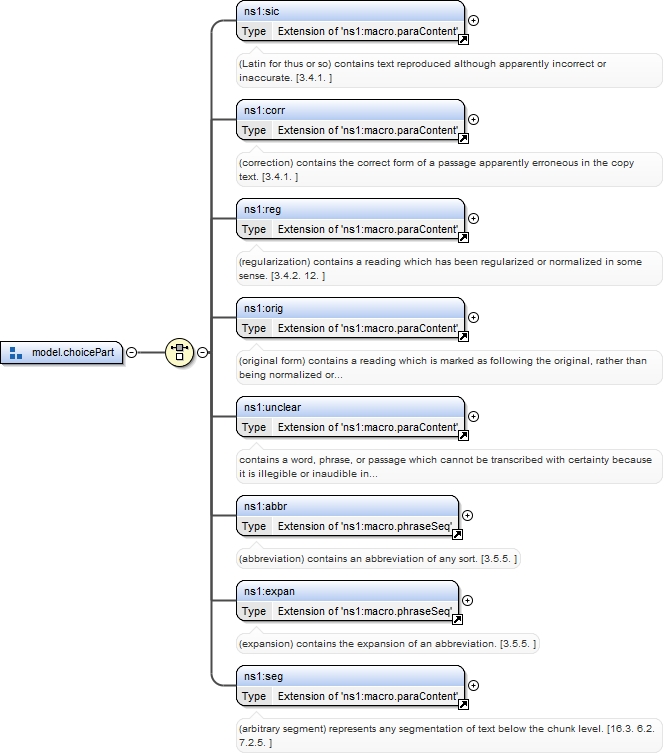 ns1:sic
Type Extension of 'ns1:macro.paraContent'
(Latin for thus or so) contains text reproduced although apparently incorrect or
inaccurate. [3.4.1. ]
ns1:corr
Type Extension of 'ns1:macro.paraContent'
(correction) contains the correct form of a passage apparently erroneous in the copy
text. [3.4.1. ]
ns1:reg
Type Extension of 'ns1:macro.paraContent'
(regularization) contains a reading which has been regularized or normalized in some
sense. [3.4.2. 12. ]
ns1:orig
Type Extension of 'ns1:macro.paraContent'
model.choicePart
(original form) contains a reading which is marked as following the original, rather than
being normalized or...
ns1:unclear
Type Extension of 'ns1:macro.paraContent'
contains a word, phrase, or passage which cannot be transcribed with certainty because
it is illegible or inaudible in...
ns1:abbr
Type Extension of 'ns1:macro.phraseSeq'
(abbreviation) contains an abbreviation of any sort. [3.5.5. ]
ns1:expan
Type Extension of 'ns1:macro.phraseSeq'
(expansion) contains the expansion of an abbreviation. [3.5.5. ]
ns1:seg
Type Extension of 'ns1:macro.paraContent'
(arbitrary segment) represents any segmentation of text below the chunk level. [16.3. 6.2.
7.2.5. ]